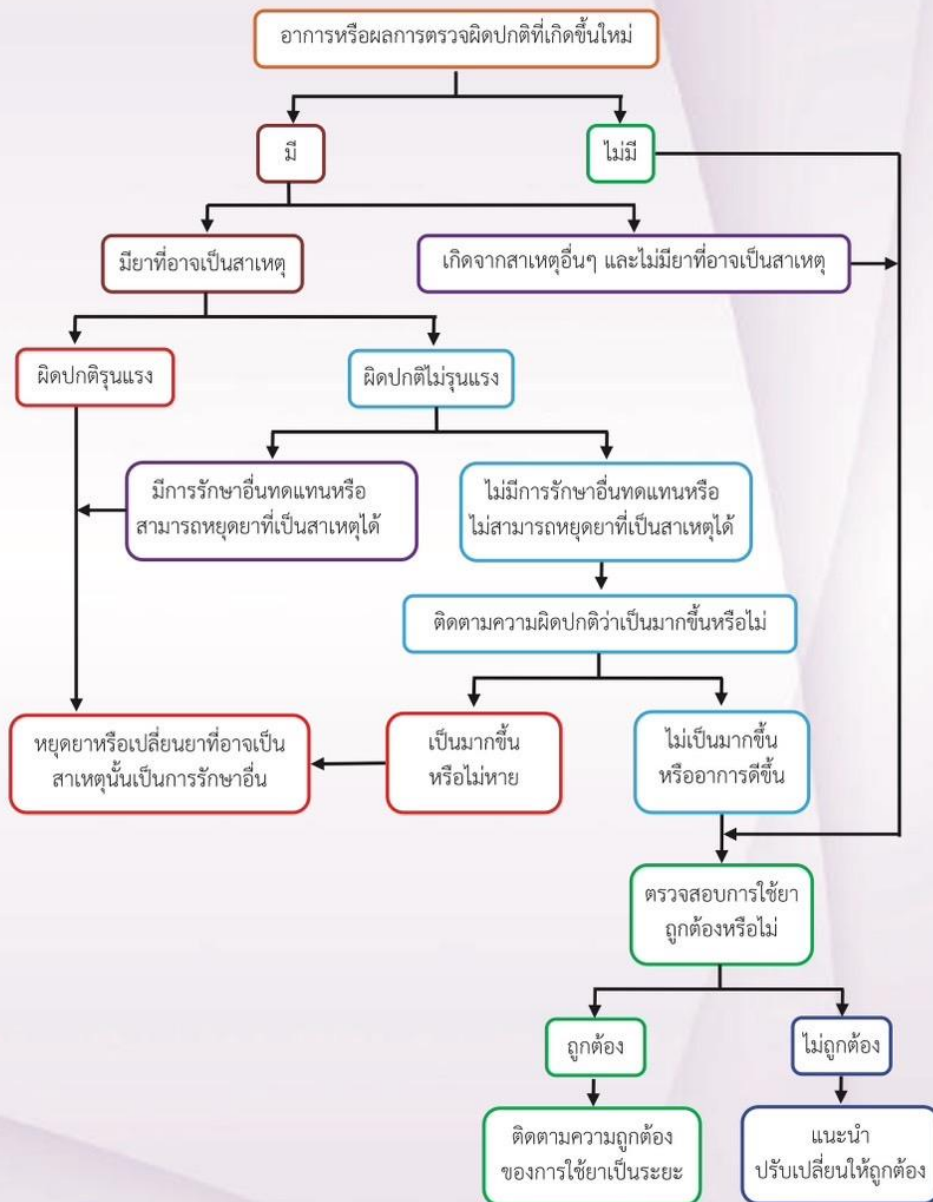 อาการหรือผลการตรวจผิดปกติที่เกิดขึ้นใหม่
มี
ไม่มี
มียาที่อาจเป็นสาเหตุ
เกิดจากสาเหตุอื่นๆ และไม่มียาที่อาจเป็นสาเหตุ
ผิดปกติรุนแรง
ผิดปกติไม่รุนแรง
มีการรักษาอื่นทดแทนหรือ
สามารถหยุดยาที่เป็นสาเหตุได้
ไม่มีการรักษาอื่นทดแทนหรือ
ไม่สามารถหยุดยาที่เป็นสาเหตุได้
ติดตามความผิดปกติว่าเป็นมากขึ้นหรือไม่
หยุดยาหรือเปลี่ยนยาที่อาจเป็น
สาเหตุนั้นเป็นการรักษาอื่น
เป็นมากขึ้น
หรือไม่หาย
ไม่เป็นมากขึ้น
หรืออาการดีขึ้น
ตรวจสอบการใช้ยา
ถูกต้องหรือไม่
ถูกต้อง
ไม่ถูกต้อง
ติดตามความถูกต้อง
ของการใช้ยาเป็นระยะ
แนะนำ
ปรับเปลี่ยนให้ถูกต้อง